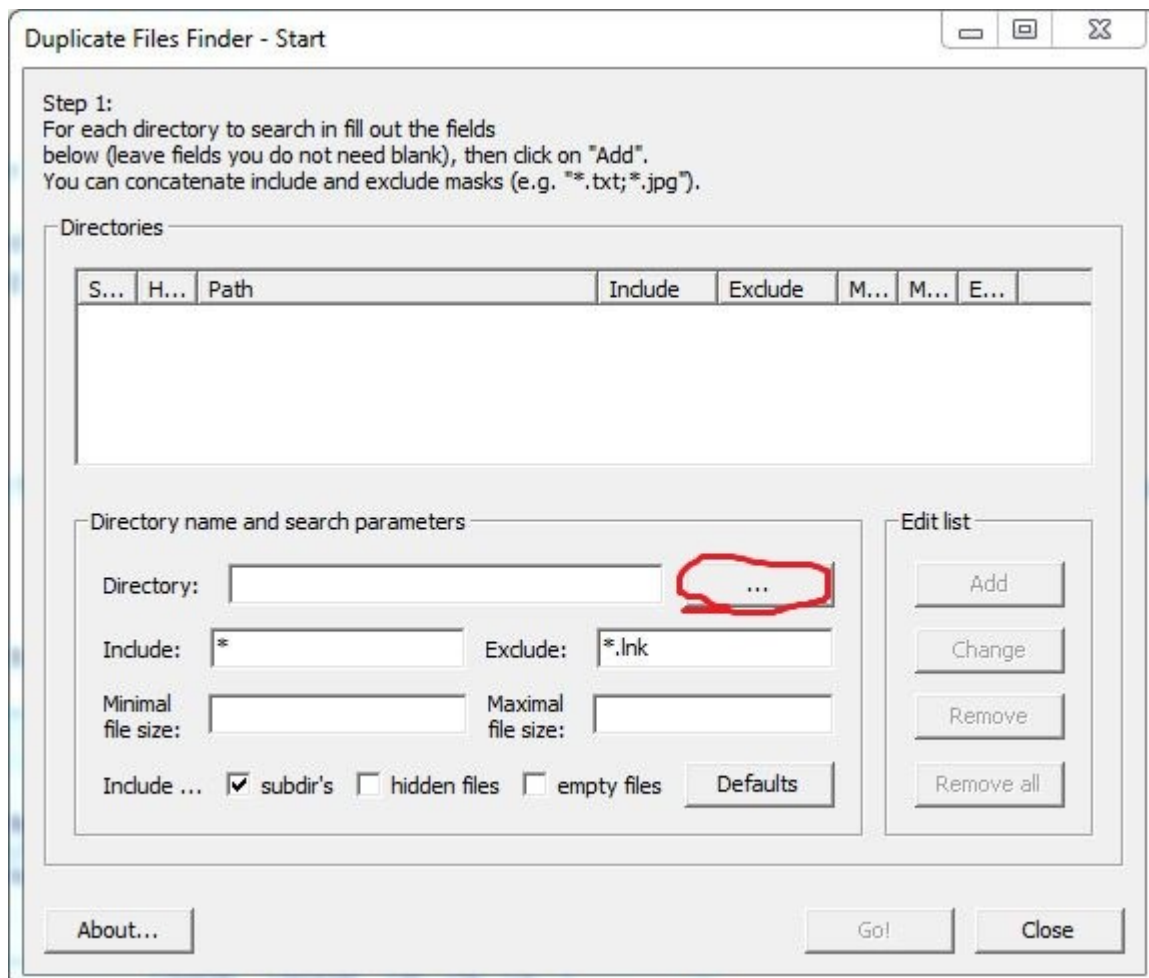 Duplicate Files Finder - Start
Step 1:
For each directory to search in fill out the fields
below (leave fields you do not need blank), then click on "Add".
You can concatenate include and exclude masks (e.g. "*.txt;*.jpg").
Directories
S... H... Path Include Exclude M... M... E...
Directory name and search parameters
Directory: ...
Include: * Exclude: *.lnk
Minimal
file size:
Maximal
file size:
Include ... subdir's hidden files empty files Defaults
Edit list
Add
Change
Remove
Remove all
About... Go! Close